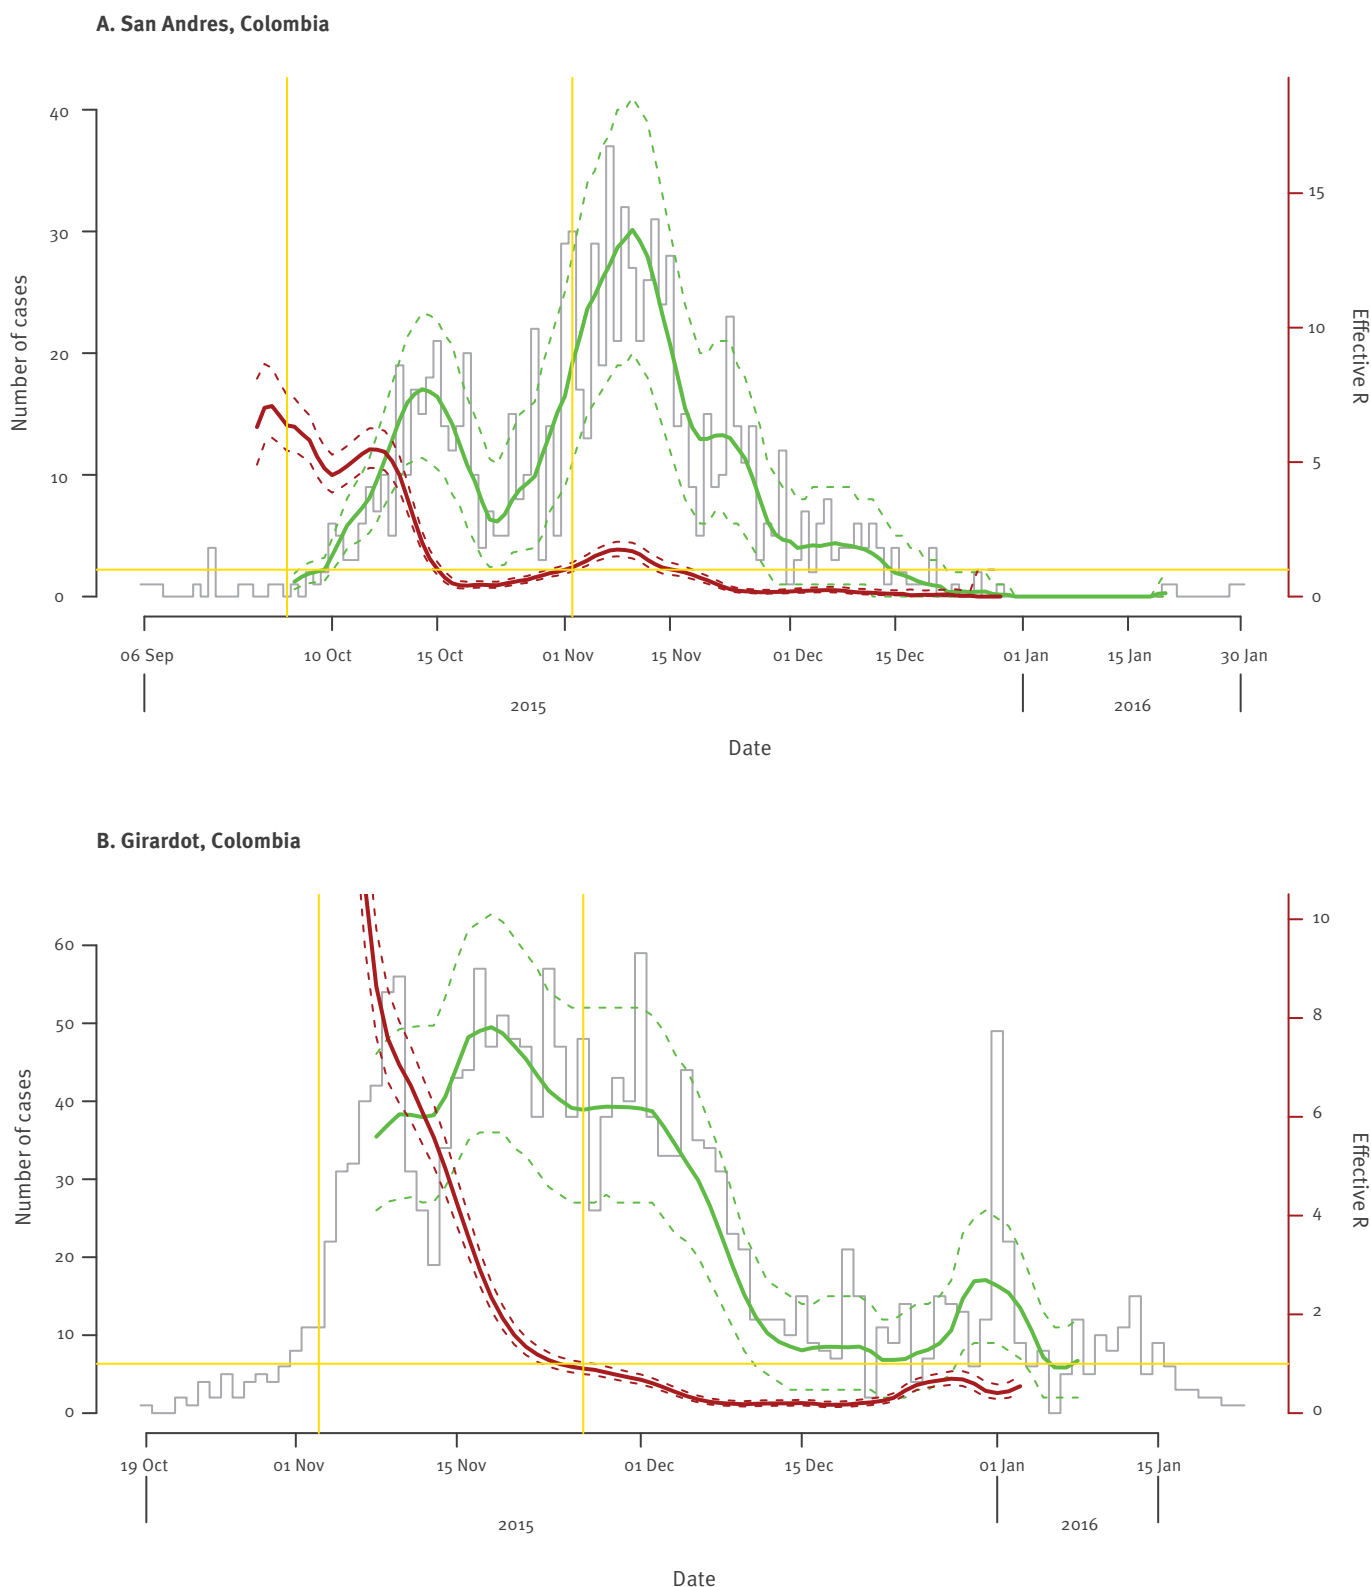 A. San Andres, Colombia
40
30
20
10
0
Number of cases
15
10
5
0
Effective R
06 Sep
10 Oct
15 Oct
01 Nov
15 Nov
01 Dec
15 Dec
01 Jan
15 Jan
30 Jan
2015
2016
Date
B. Girardot, Colombia
60
50
40
30
20
10
0
Number of cases
10
8
6
4
2
0
Effective R
19 Oct
01 Nov
15 Nov
01 Dec
15 Dec
01 Jan
15 Jan
2015
2016
Date